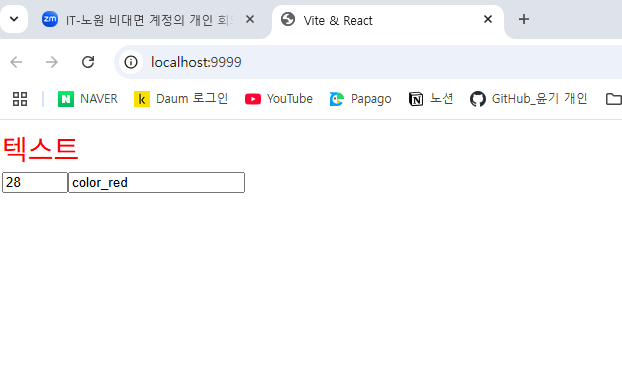 IT-노원 비대면 계정의 개인 회
Vite & React
localhost:9999
NAVER
Daum 로그인
YouTube
Papago
노션
GitHub_윤기 개인
텍스트
28
color_red